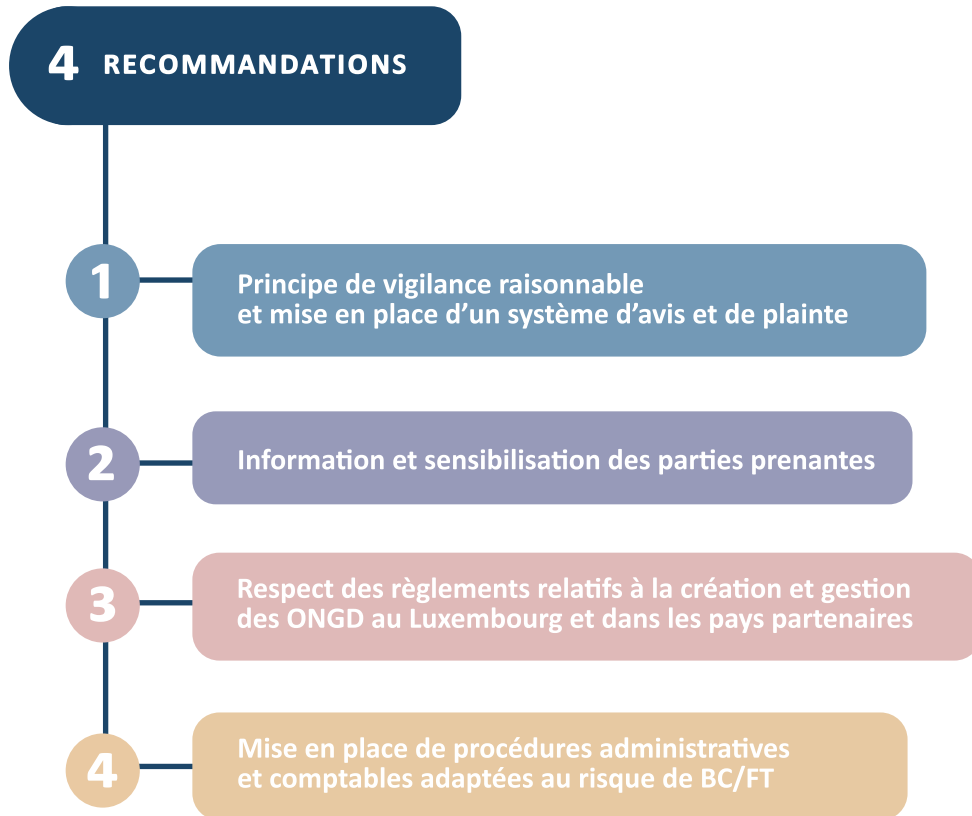 4 RECOMMANDATIONS
1
Principe de vigilance raisonnable
et mise en place d’un système d’avis et de plainte
2
Information et sensibilisation des parties prenantes
3
Respect des règlements relatifs à la création et gestion
des ONGD au Luxembourg et dans les pays partenaires
4
Mise en place de procédures administratives
et comptables adaptées au risque de BC/FT